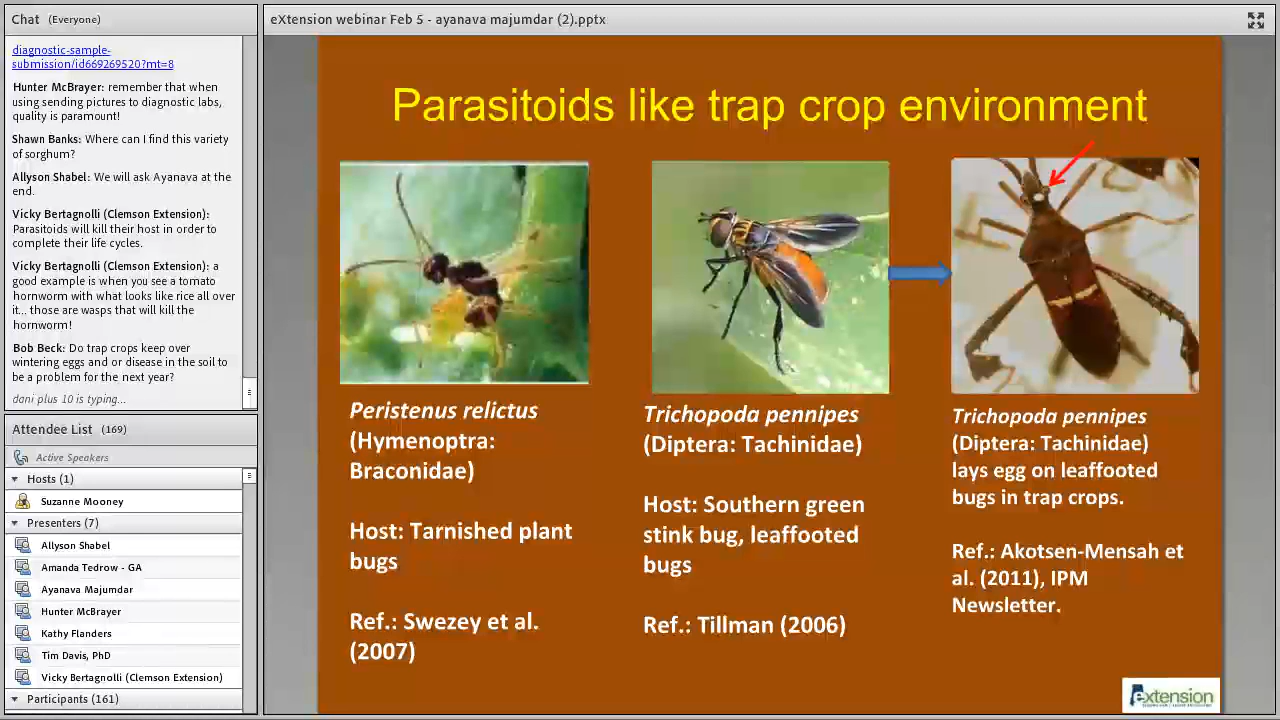 Chat (Everyone)
diagnostic-sample-
submission/id669269520?mt=8
Hunter McBrayer: remember that when
using sending pictures to diagnostic labs,
quality is paramount!
Shawn Banks: Where can I find this variety
of sorghum?
Allyson Shabel: We will ask Ayanava at the
end.
Vicky Bertagnolli (Clemson Extension):
Parasinids will kill their host in order to
complete their life cycles.
Vicky Bertagnolli (Clemson Extension): a
good example is when you see a tomato
hornworm with what looks like rice all over
it... those are wasps that will kill the
hornworm!
Bob Beck: Do trap crops keep over
wintering eggs and or disease in the soil to
be a problem for the next year?
dani plus 10 is typing...
Attendee List (169)
Active Speakers
Hosts (1)
Suzanne Mooney
Presenters (7)
Allyson Shabel
Amanda Tedrow - GA
Ayanava Majumdar
Hunter McBrayer
Kathy Flanders
Tim Davis, PhD
Vicky Bertagnolli (Clemson Extension)
Participants (161)
eXtension webinar Feb 5 - ayanava majumdar (2).pptx
Parasitoids like trap crop environment
Peristenus relictus
(Hymenoptra:
Braconidae)
Host: Tarnished plant
bugs
Ref.: Swezey et al.
(2007)
Trichopoda pennipes
(Diptera: Tachinidae)
Host: Southern green
stink bug, leaffooted
bugs
Ref.: Tillman (2006)
Trichopoda pennipes
(Diptera: Tachinidae)
lays egg on leaffooted
bugs in trap crops.
Ref.: Akotsen-Mensah et
al. (2011), IPM
Newsletter.
eXtension